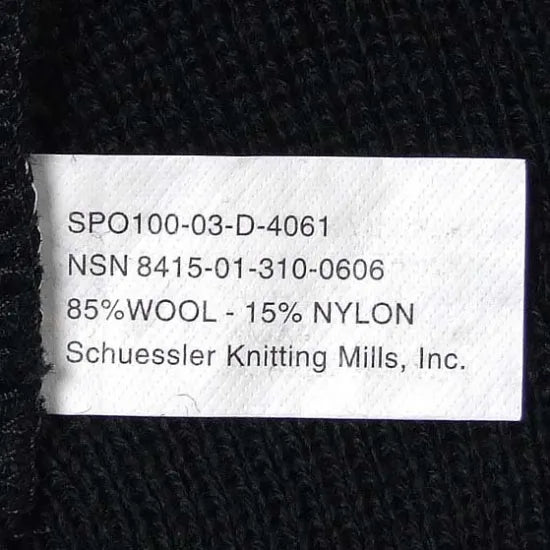 SPO100-03-D-4061
NSN 8415-01-310-0606
85%WOOL - 15% NYLON
Schuessler Knitting Mills, Inc.